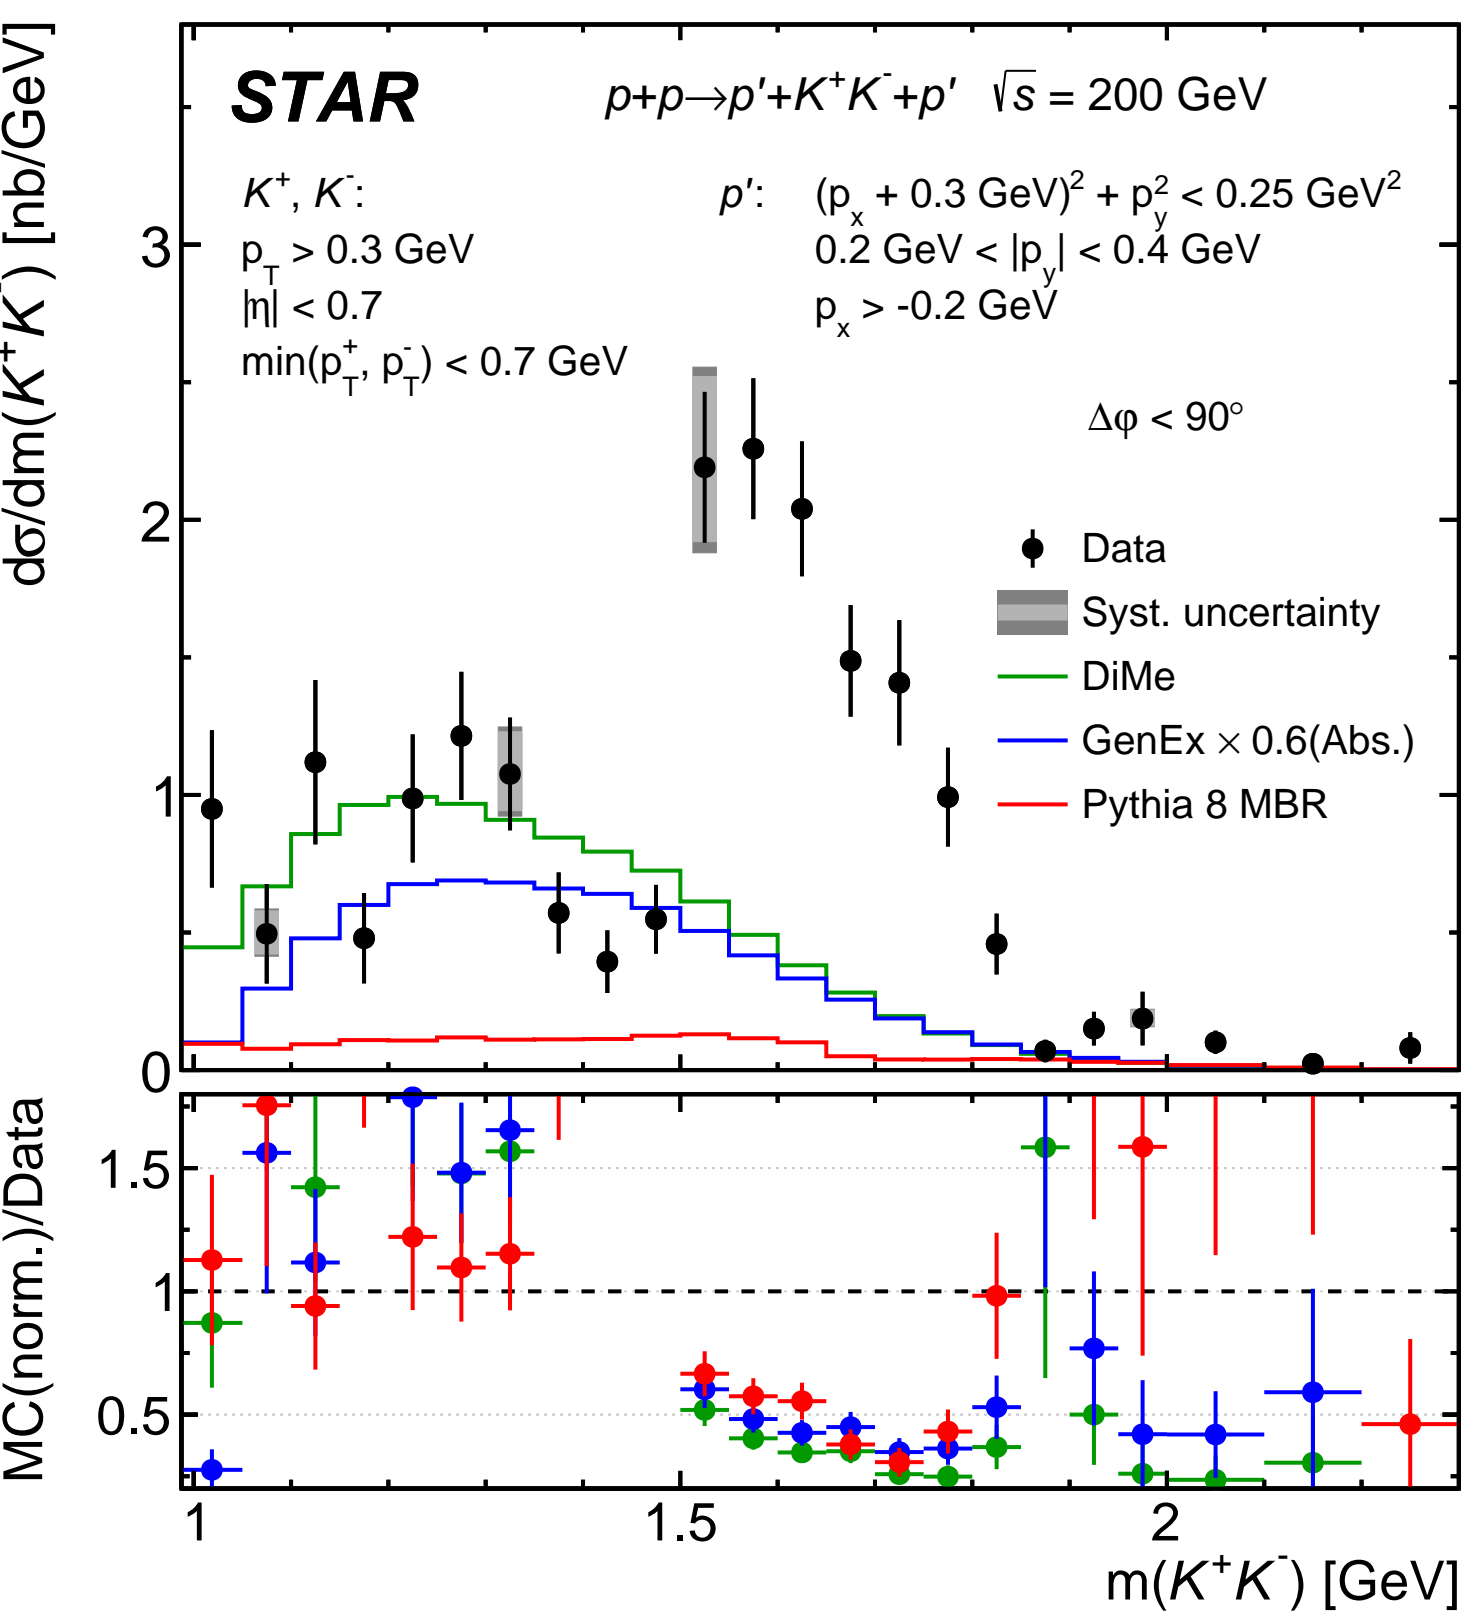 STAR p+p→p′+K⁺K⁻+p′ √s = 200 GeV
K⁺, K⁻: p′: (pₓ + 0.3 GeV)² + p_y² < 0.25 GeV²
p_T > 0.3 GeV 0.2 GeV < |p_y| < 0.4 GeV
|η| < 0.7 pₓ > -0.2 GeV
min(p_T⁺, p_T⁻) < 0.7 GeV
Δφ < 90°
Data
Syst. uncertainty
DiMe
GenEx × 0.6(Abs.)
Pythia 8 MBR
dσ/dm(K⁺K⁻) [nb/GeV]
3
2
1
0
MC(norm.)/Data
1.5
1
0.5
1 1.5 2
m(K⁺K⁻) [GeV]